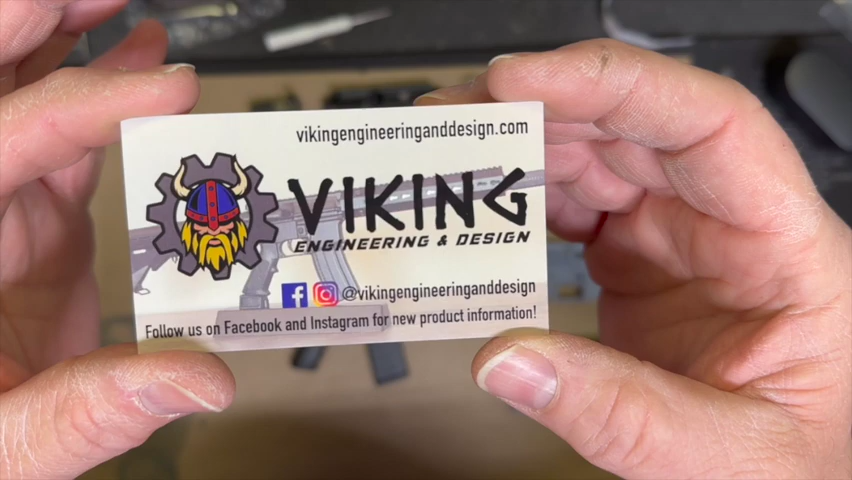 vikingengineeringanddesign.com
VIKING
ENGINEERING & DESIGN
@vikingengineeringanddesign
Follow us on Facebook and Instagram for new product information!